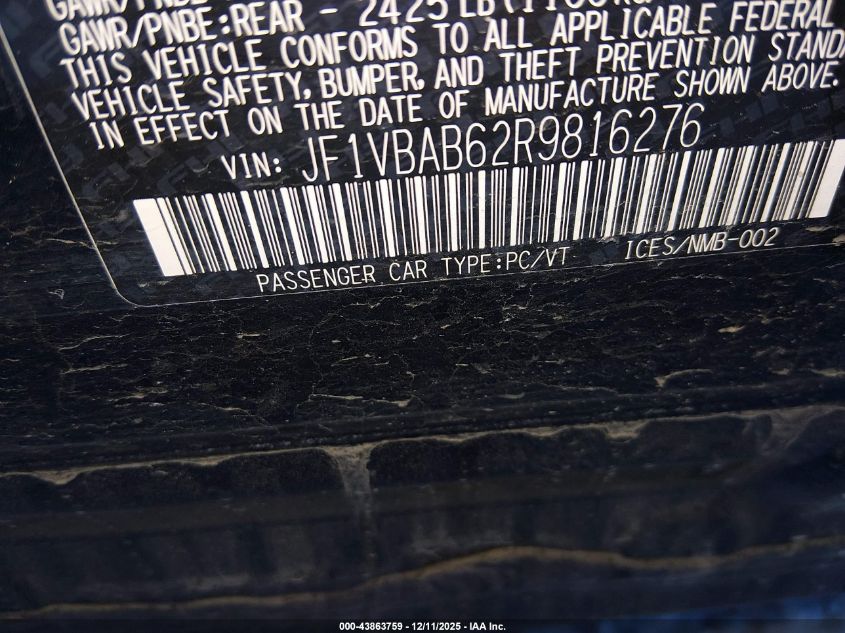 GAWR/PNBE:REAR - 2425 LB
THIS VEHICLE CONFORMS TO ALL APPLICABLE FEDERAL
VEHICLE SAFETY, BUMPER, AND THEFT PREVENTION
IN EFFECT ON THE DATE OF MANUFACTURE SHOWN ABOVE.
VIN: JF1VBAB62R9816276
PASSENGER CAR TYPE:PC/VT ICES/NMB-002
000-43863759 - 12/11/2025 - IAA Inc.